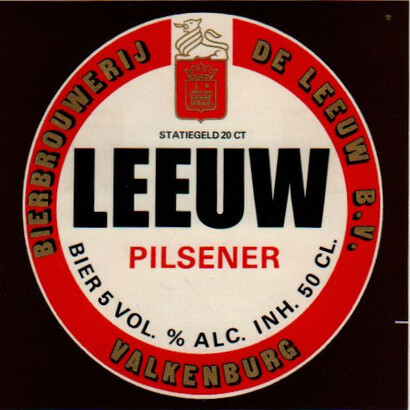 BIERBROUWERIJ DE LEEUW B.V.
STATIEGELD 20 CT
LEEUW
PILSENER
BIER 5 VOL. % ALC. INH. 50 CL.
VALKENBURG